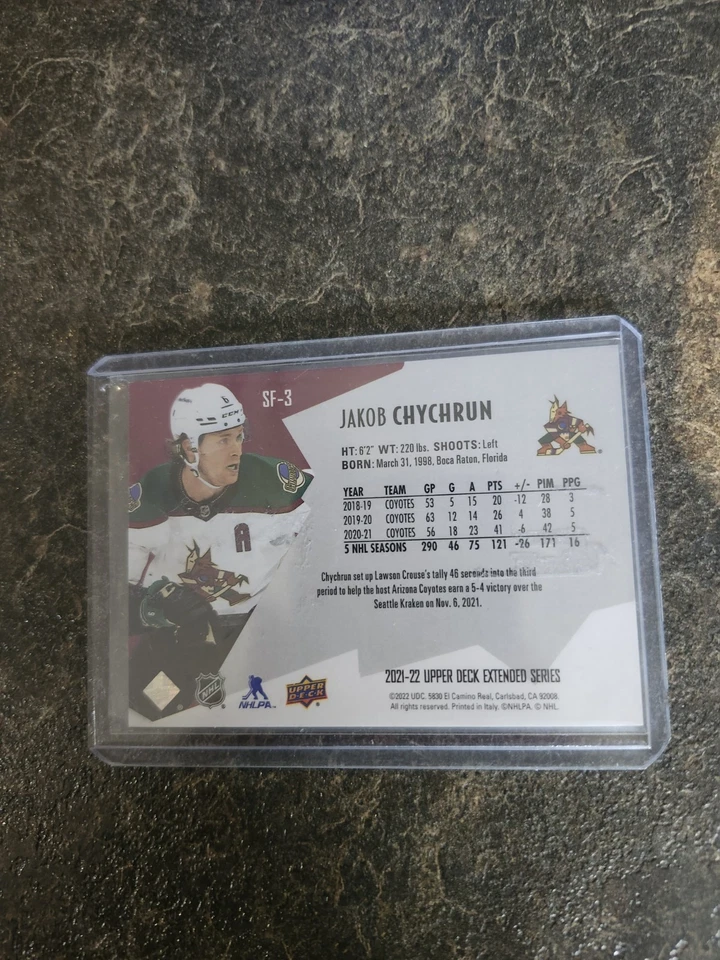 SF-3
6
CCM
A
JAKOB CHYCHRUN
HT: 6'2" WT: 220 lbs. SHOOTS: Left
BORN: March 31, 1998, Boca Raton, Florida
YEAR TEAM GP G A PTS +/- PIM PPG
2018-19 COYOTES 53 5 15 20 -12 28 3
2019-20 COYOTES 63 12 14 26 4 38 5
2020-21 COYOTES 56 18 23 41 -6 42 5
5 NHL SEASONS 290 46 75 121 -26 171 16
Chychrun set up Lawson Crouse's tally 46 seconds into the third
period to help the host Arizona Coyotes earn a 5-4 victory over the
Seattle Kraken on Nov. 6, 2021.
2021-22 UPPER DECK EXTENDED SERIES
©2022 UDC. 5830 El Camino Real, Carlsbad, CA 92008.
All rights reserved. Printed in Italy. ©NHLPA. © NHL.
NHL
NHLPA
UPPER
DECK